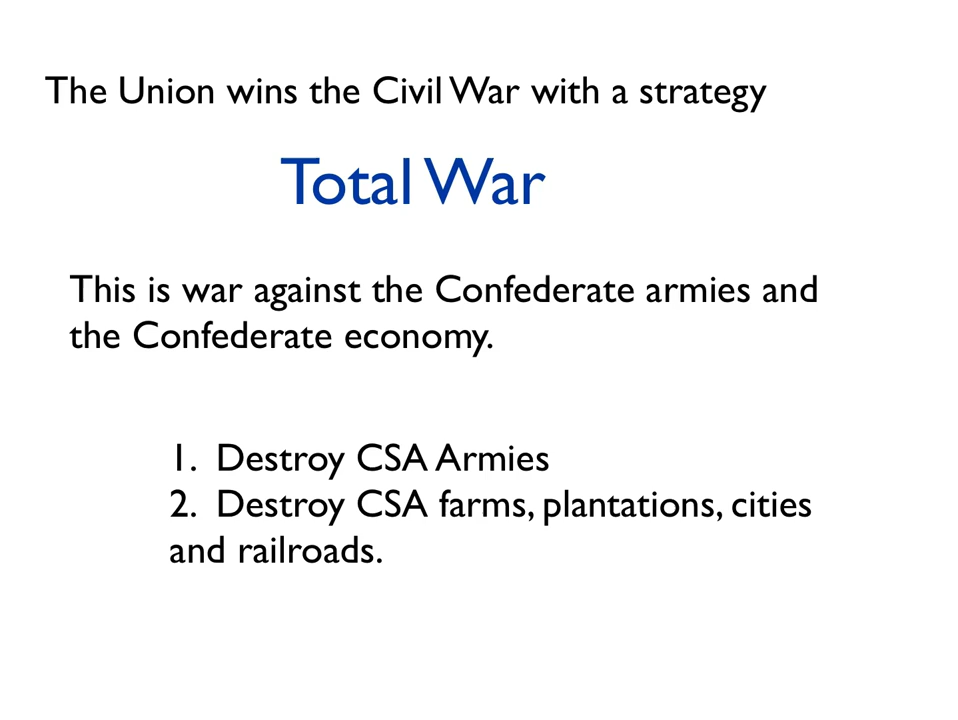 The Union wins the Civil War with a strategy
Total War
This is war against the Confederate armies and
the Confederate economy.
1. Destroy CSA Armies
2. Destroy CSA farms, plantations, cities
and railroads.